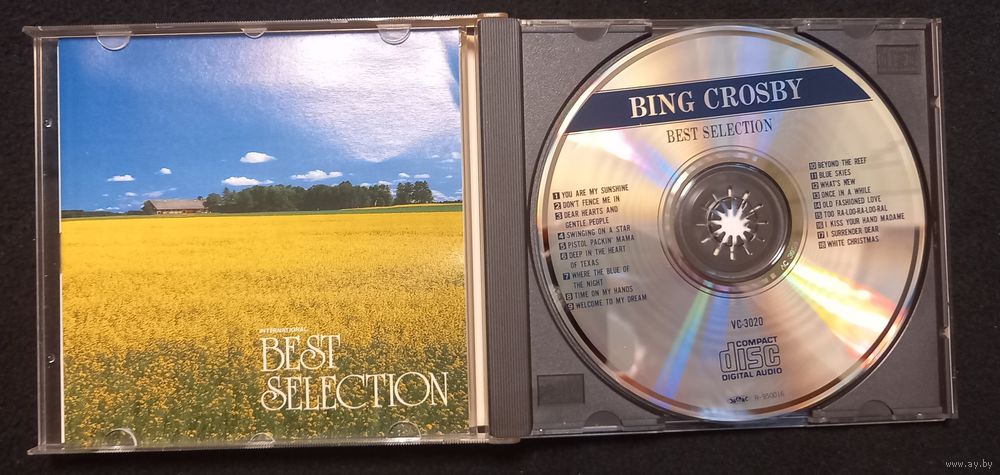 INTERNATIONAL
BEST
SELECTION
BING CROSBY
BEST SELECTION
1 YOU ARE MY SUNSHINE
2 DON'T FENCE ME IN
3 DEAR HEARTS AND
GENTLE PEOPLE
4 SWINGING ON A STAR
5 PISTOL PACKIN' MAMA
6 DEEP IN THE HEART
OF TEXAS
7 WHERE THE BLUE OF
THE NIGHT
8 TIME ON MY HANDS
9 WELCOME TO MY DREAM
10 BEYOND THE REEF
11 BLUE SKIES
12 WHAT'S NEW
13 ONCE IN A WHILE
14 OLD FASHIONED LOVE
15 TOO RA-LOO-RA-LOO-RAL
16 I KISS YOUR HAND MADAME
17 I SURRENDER DEAR
18 WHITE CHRISTMAS
VC-3020
COMPACT
disc
DIGITAL AUDIO
R-950016
www.ay.by